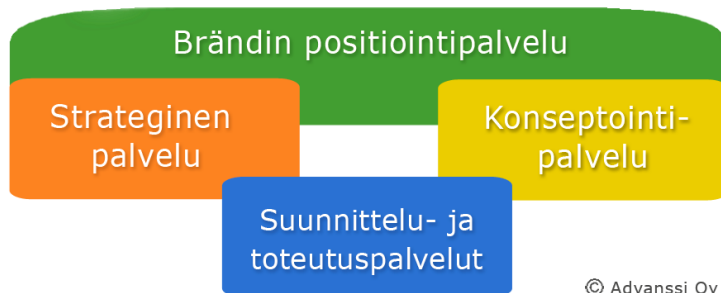 Brändin positiointipalvelu
Strateginen
palvelu
Konseptointi-
palvelu
Suunnittelu- ja
toteutuspalvelut
© Advanssi Oy